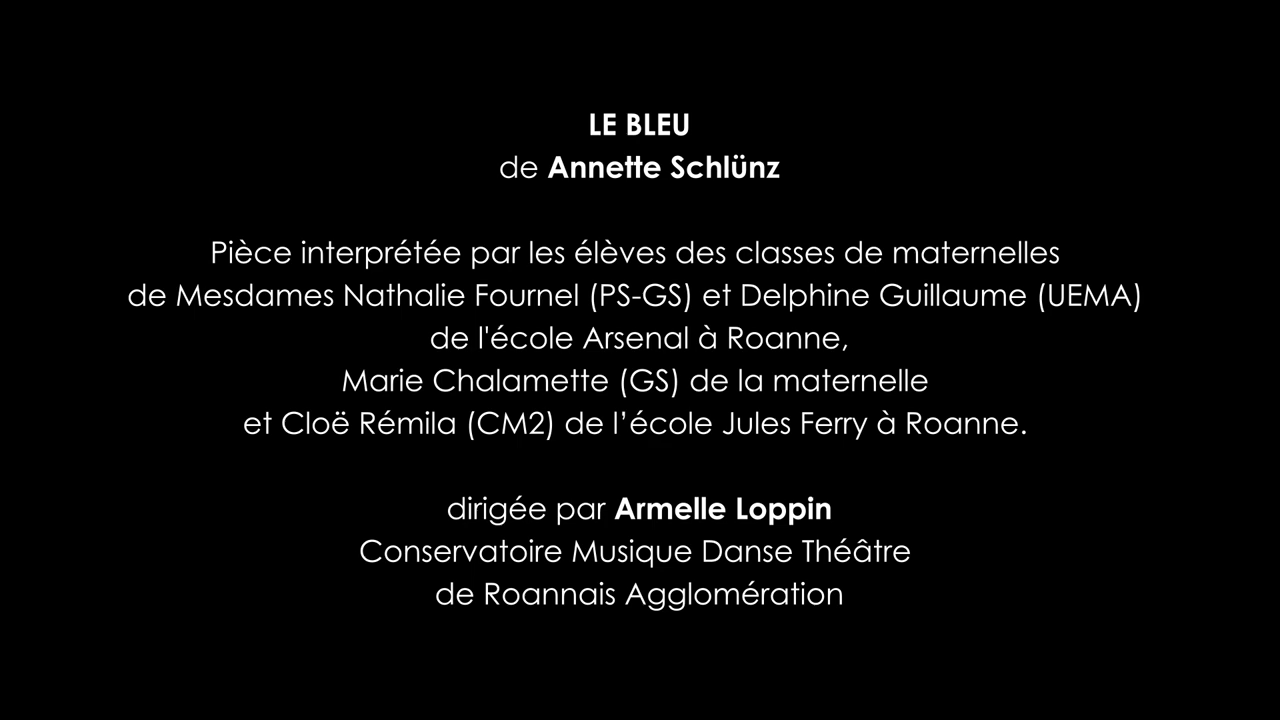 LE BLEU
de Annette Schlünz
Pièce interprétée par les élèves des classes de maternelles
de Mesdames Nathalie Fournel (PS-GS) et Delphine Guillaume (UEMA)
de l'école Arsenal à Roanne,
Marie Chalamette (GS) de la maternelle
et Cloë Rémila (CM2) de l’école Jules Ferry à Roanne.
dirigée par Armelle Loppin
Conservatoire Musique Danse Théâtre
de Roannais Agglomération